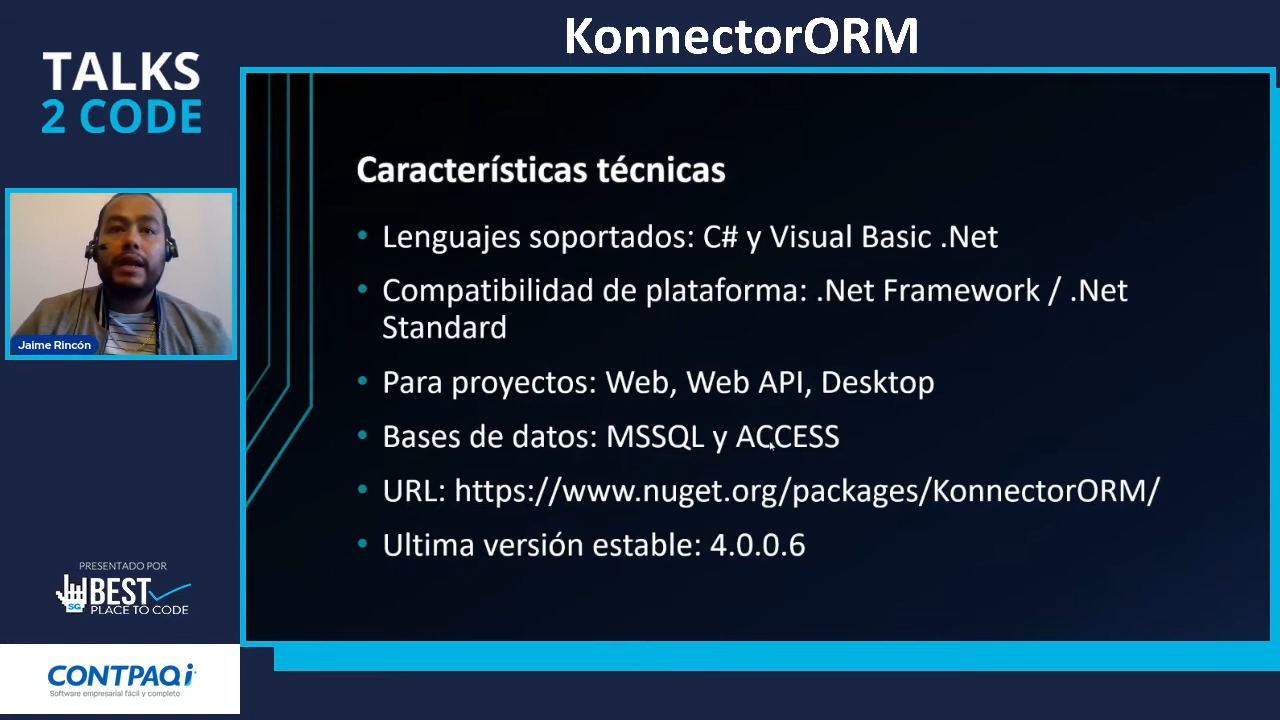 KonnectorORM
TALKS
2 CODE
Jaime Rincón
Características técnicas
• Lenguajes soportados: C# y Visual Basic .Net
• Compatibilidad de plataforma: .Net Framework / .Net
Standard
• Para proyectos: Web, Web API, Desktop
• Bases de datos: MSSQL y ACCESS
• URL: https://www.nuget.org/packages/KonnectorORM/
• Ultima versión estable: 4.0.0.6
PRESENTADO POR
SG
BEST
PLACE TO CODE
CONTPAQi
Software empresarial fácil y completo